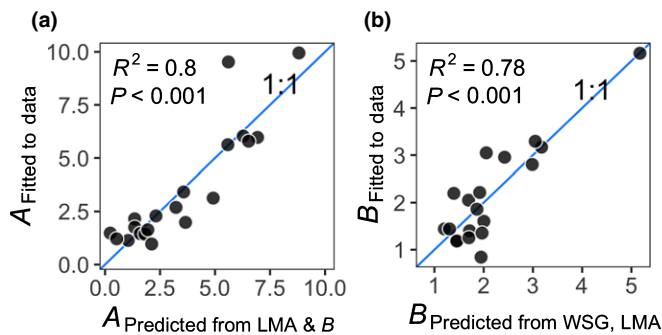 (a)
R² = 0.8
P < 0.001
1:1
10.0
7.5
5.0
2.5
0.0
A Fitted to data
0.0 2.5 5.0 7.5 10.0
A Predicted from LMA & B
(b)
R² = 0.78
P < 0.001
1:1
5
4
3
2
1
B Fitted to data
1 2 3 4 5
B Predicted from WSG, LMA